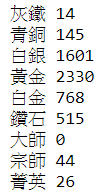 灰鐵 14
青銅 145
白銀 1601
黃金 2330
白金 768
鑽石 515
大師 0
宗師 44
菁英 26